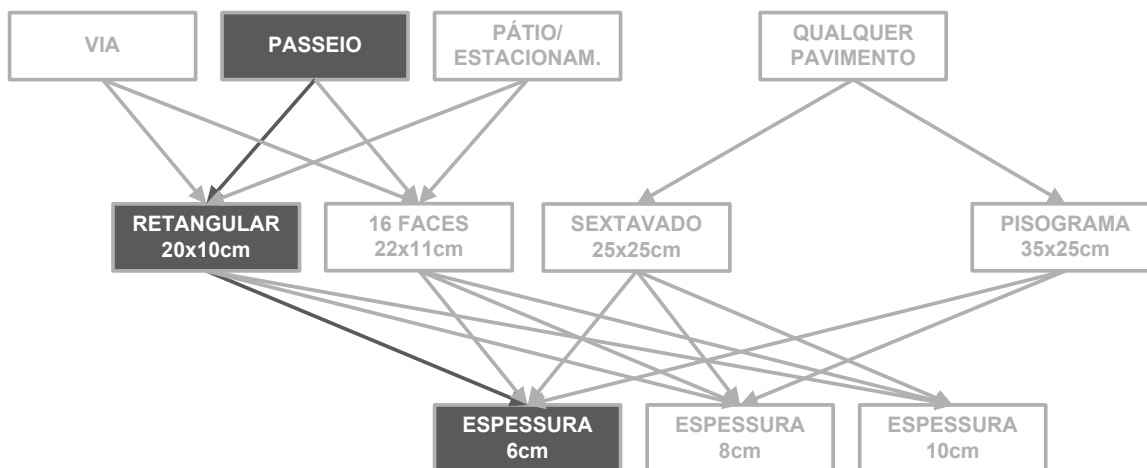 VIA
PASSEIO
PÁTIO/
ESTACIONAM.
QUALQUER
PAVIMENTO
RETANGULAR
20x10cm
16 FACES
22x11cm
SEXTAVADO
25x25cm
PISOGRAMA
35x25cm
ESPESSURA
6cm
ESPESSURA
8cm
ESPESSURA
10cm